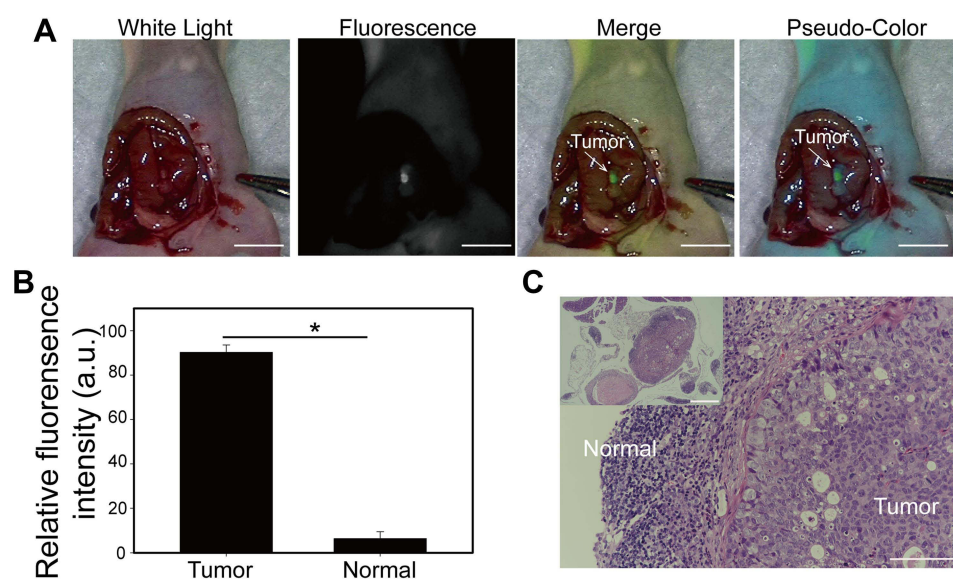 A
White Light
Fluorescence
Merge
Pseudo-Color
Tumor
Tumor
B
Relative fluorensence
intensity (a.u.)
100
80
60
40
20
0
*
Tumor
Normal
C
Normal
Tumor